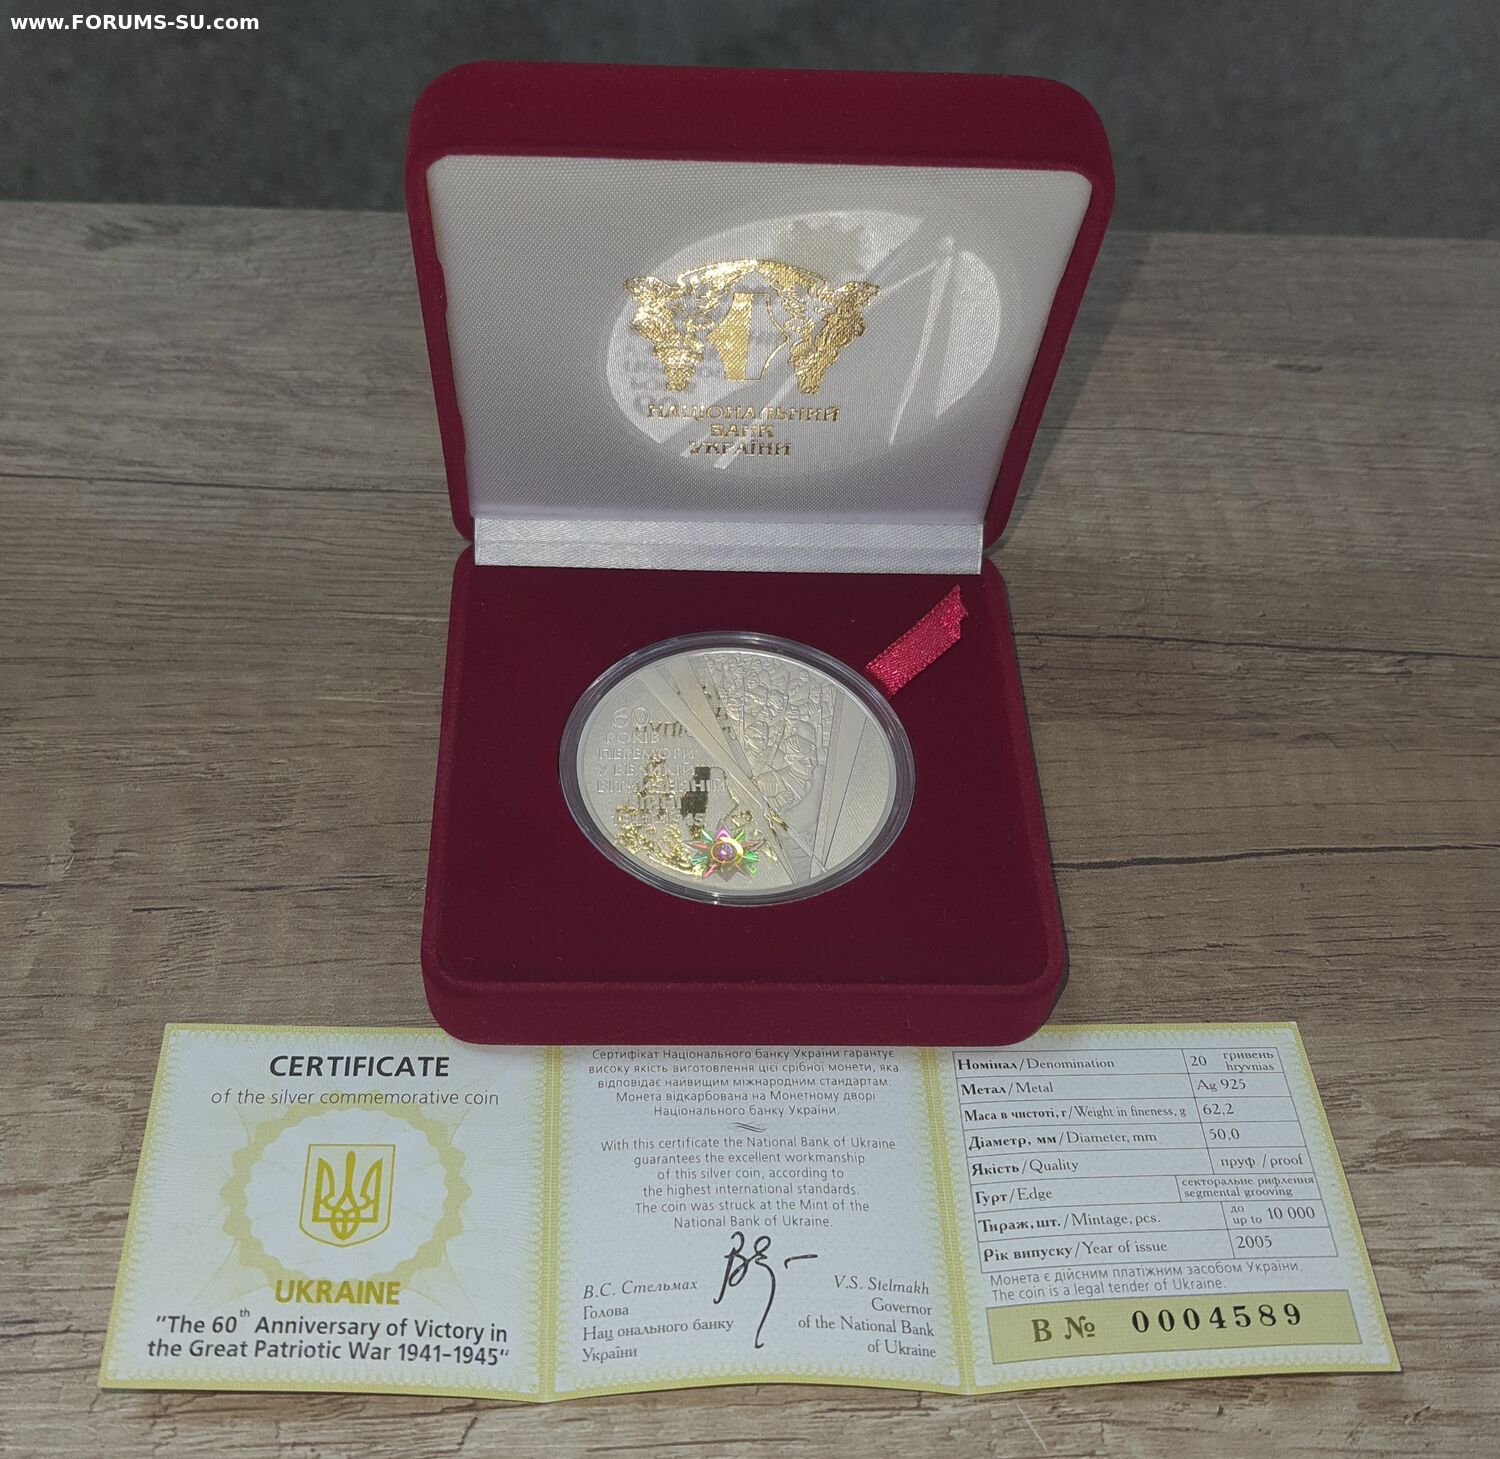 www.FORUMS-SU.com
НАЦІОНАЛЬНИЙ
БАНК
УКРАЇНИ
60
РОКІВ
ПЕРЕМОГИ
У ВЕЛИКІЙ
ВІТЧИЗНЯНІЙ
CERTIFICATE
of the silver commemorative coin
UKRAINE
"The 60th Anniversary of Victory in
the Great Patriotic War 1941–1945"
Сертифікат Національного банку України гарантує
високу якість виготовлення цієї срібної монети, яка
відповідає найвищим міжнародним стандартам.
Монета відкарбована на Монетному дворі
Національного банку України.
With this certificate the National Bank of Ukraine
guarantees the excellent workmanship
of this silver coin, according to
the highest international standards.
The coin was struck at the Mint of the
National Bank of Ukraine.
В.С. Стельмах
Голова
Нац онального банку
України
V.S. Stelmakh
Governor
of the National Bank
of Ukraine
Номінал/Denomination 20 гривень hryvnias
Метал/Metal Ag 925
Маса в чистоті, г/Weight in fineness, g 62,2
Діаметр, мм/Diameter, mm 50,0
Якість/Quality пруф/proof
Гурт/Edge секторальне рифлення segmental grooving
Тираж, шт./Mintage, pcs. до up to 10 000
Рік випуску/Year of issue 2005
Монета є дійсним платіжним засобом України.
The coin is a legal tender of Ukraine.
В № 0004589